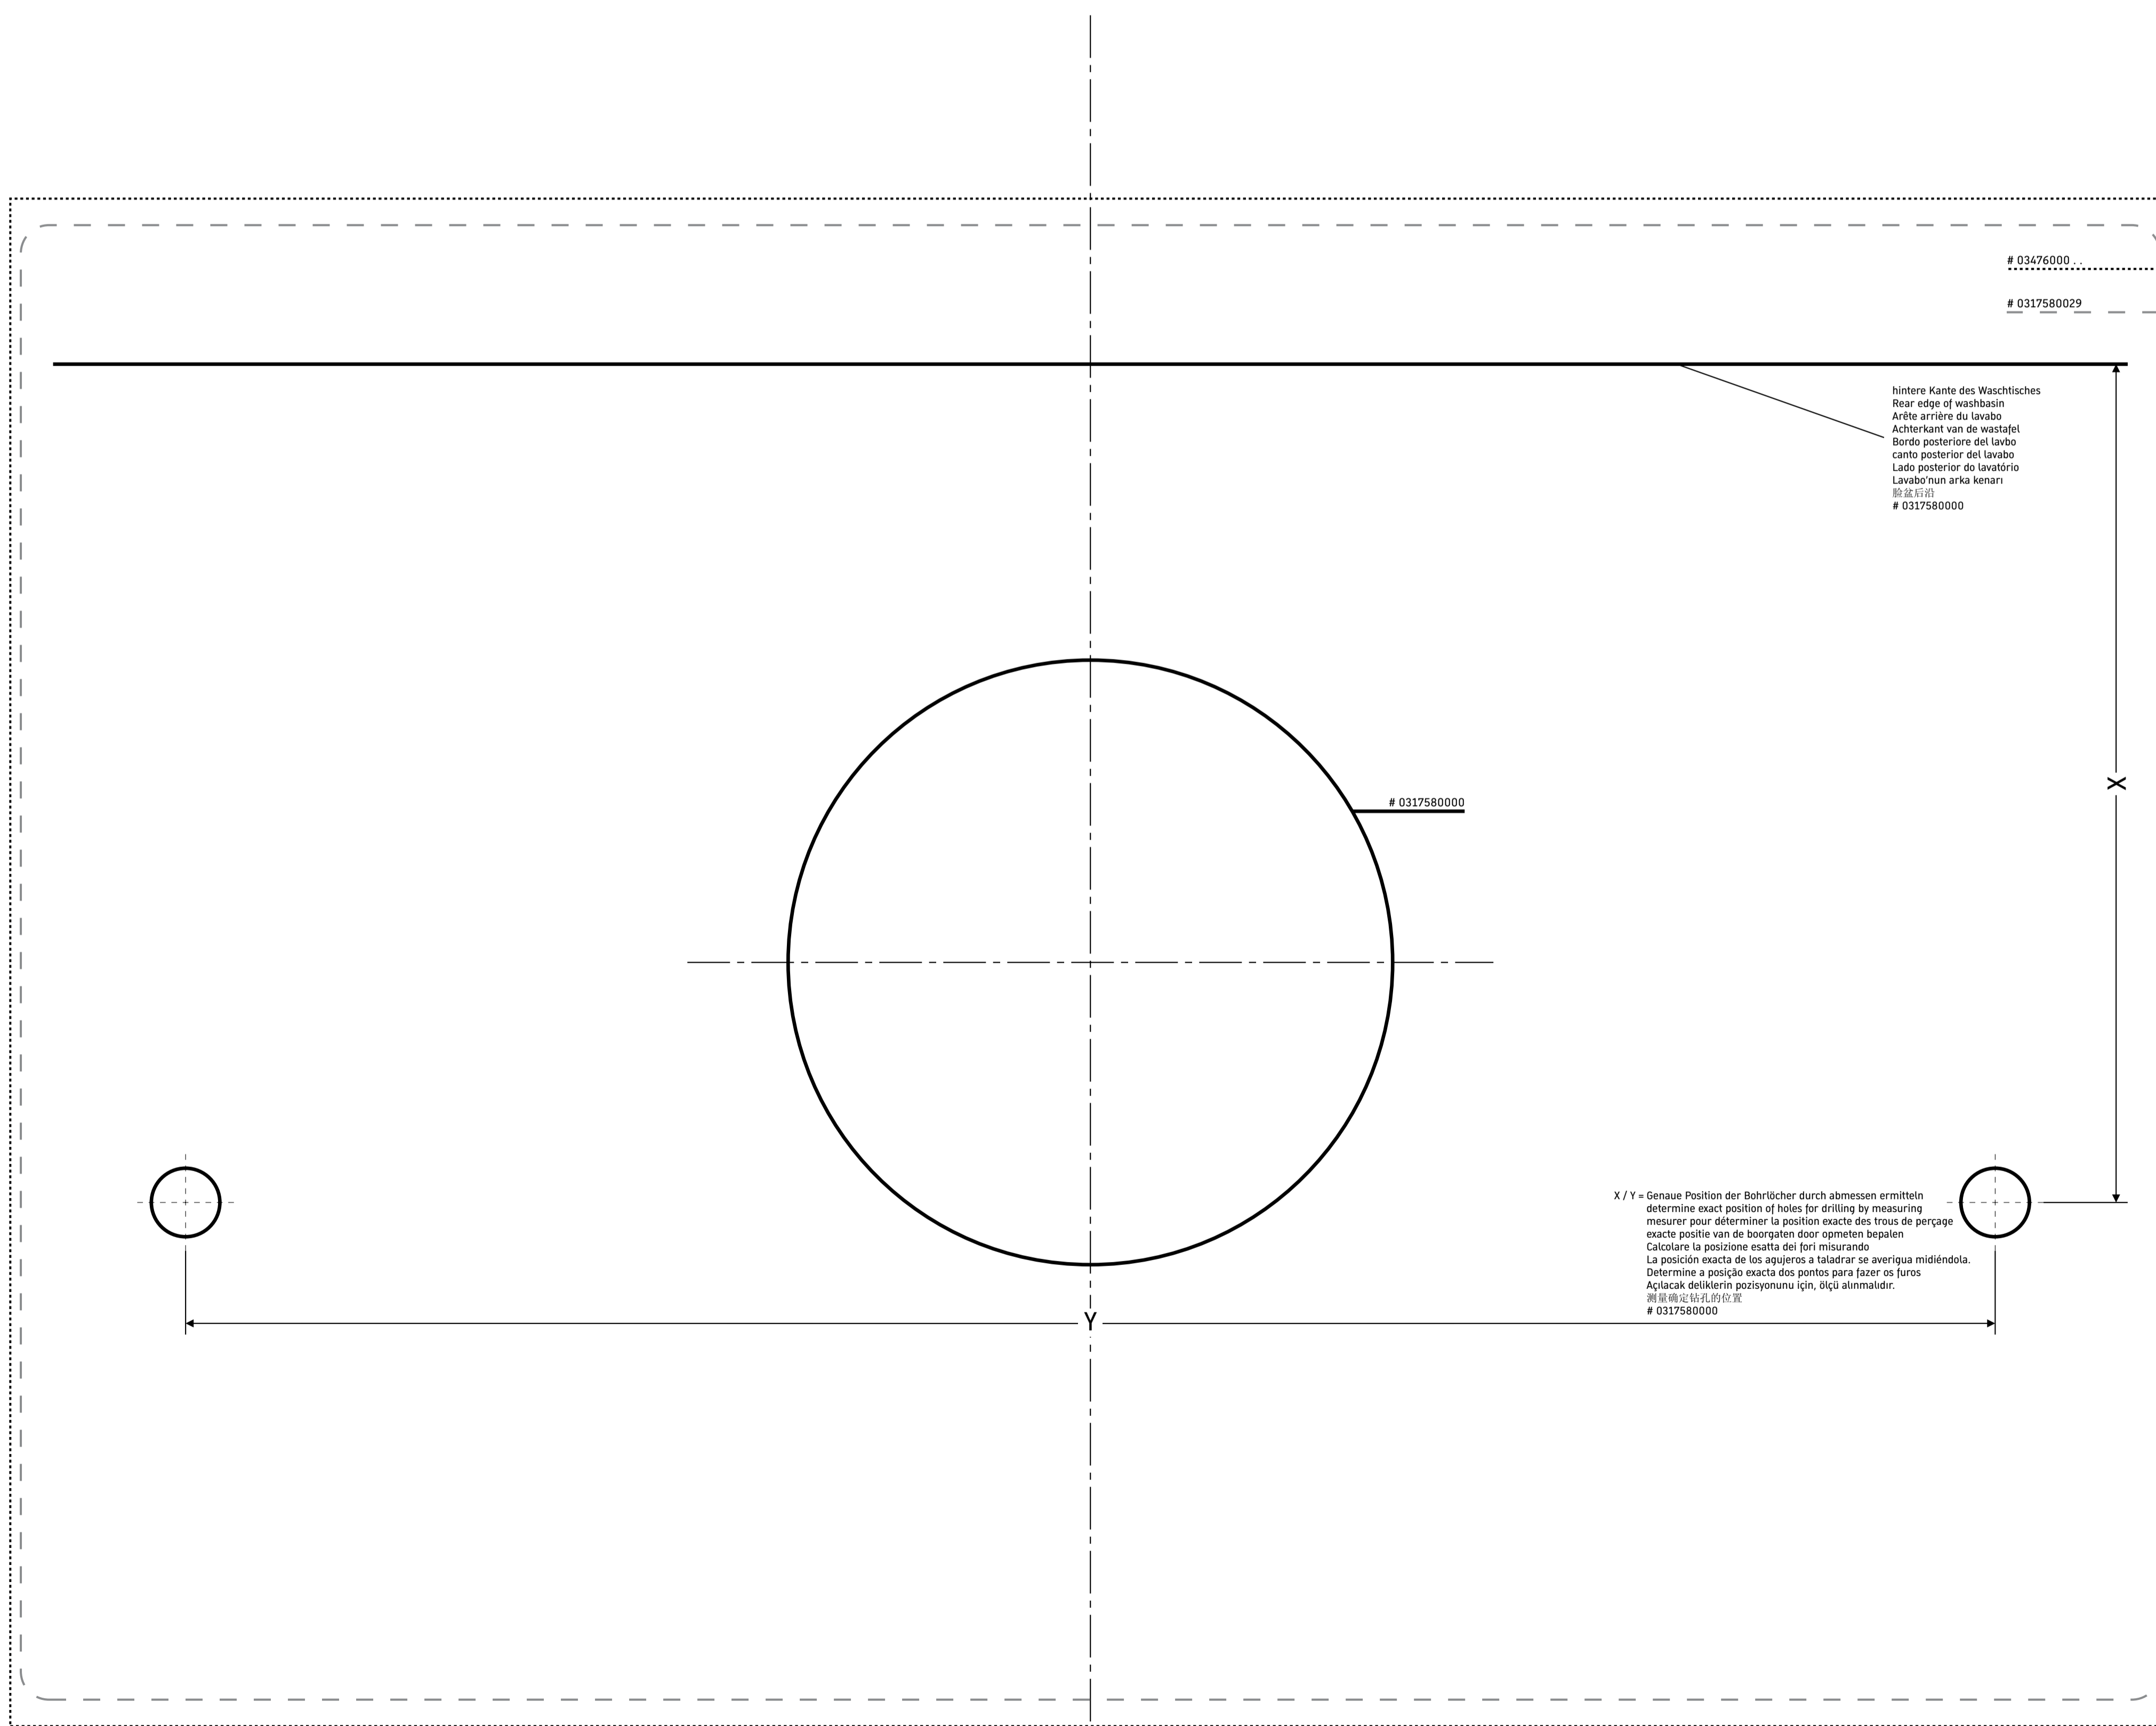 # 03476000 . .
# 0317580029
hintere Kante des Waschtisches
Rear edge of washbasin
Arête arrière du lavabo
Achterkant van de wastafel
Bordo posteriore del lavbo
canto posterior del lavabo
Lado posterior do lavatório
Lavabo'nun arka kenarı
脸盆后沿
# 0317580000
X
# 0317580000
X / Y = Genaue Position der Bohrlöcher durch abmessen ermitteln
determine exact position of holes for drilling by measuring
mesurer pour déterminer la position exacte des trous de perçage
exacte positie van de boorgaten door opmeten bepalen
Calcolare la posizione esatta dei fori misurando
La posición exacta de los agujeros a taladrar se averigua midiéndola.
Determine a posição exacta dos pontos para fazer os furos
Açılacak deliklerin pozisyonunu için, ölçü alınmalıdır.
测量确定钻孔的位置
# 0317580000
Y